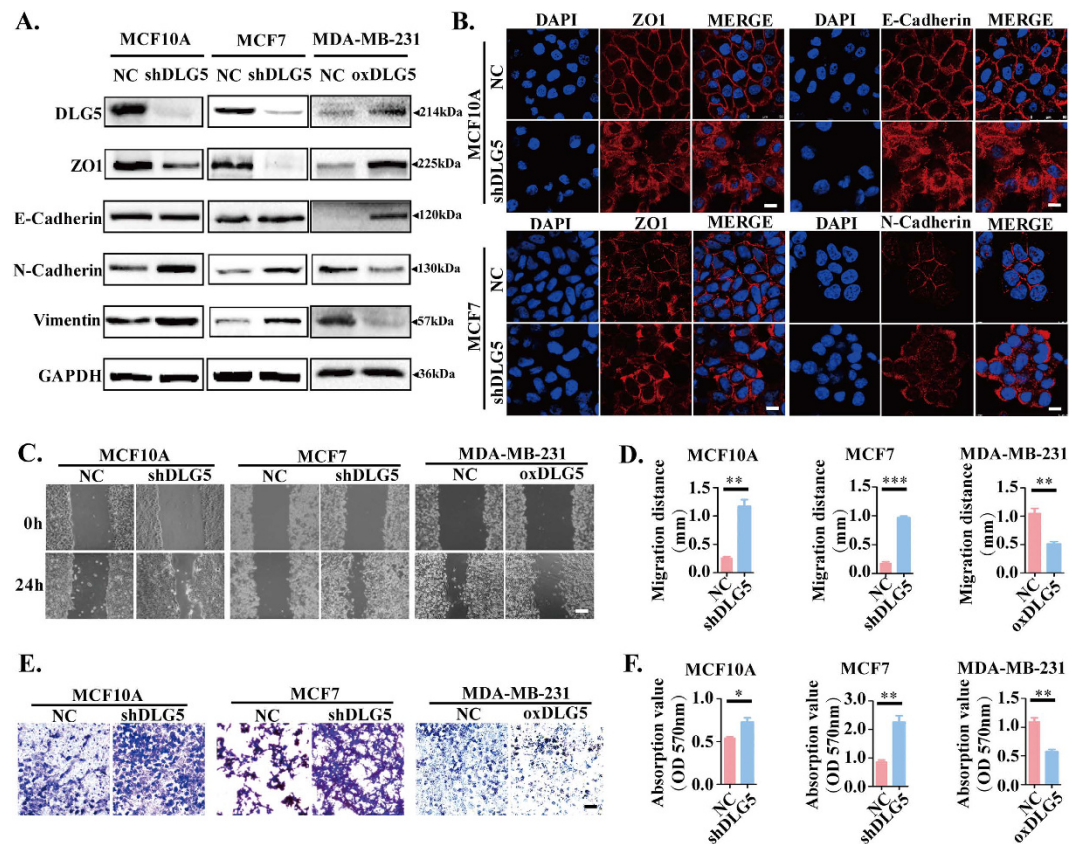 A.
MCF10A MCF7 MDA-MB-231
NC shDLG5 NC shDLG5 NC oxDLG5
DLG5 ◄214kDa
ZO1 ◄225kDa
E-Cadherin ◄120kDa
N-Cadherin ◄130kDa
Vimentin ◄57kDa
GAPDH ◄36kDa
B.
DAPI ZO1 MERGE DAPI E-Cadherin MERGE
MCF10A
NC
shDLG5
DAPI ZO1 MERGE DAPI N-Cadherin MERGE
MCF7
NC
shDLG5
C.
MCF10A MCF7 MDA-MB-231
NC shDLG5 NC shDLG5 NC oxDLG5
0h
24h
D.
MCF10A
Migration distance
(mm)
1.5
1.0
0.5
0.0
**
NC
shDLG5
MCF7
Migration distance
(mm)
1.5
1.0
0.5
0.0
***
NC
shDLG5
MDA-MB-231
Migration distance
(mm)
1.5
1.0
0.5
0.0
**
NC
oxDLG5
E.
MCF10A MCF7 MDA-MB-231
NC shDLG5 NC shDLG5 NC oxDLG5
F.
MCF10A
Absorption value
(OD 570nm)
1.0
0.5
0.0
*
NC
shDLG5
MCF7
Absorption value
(OD 570nm)
3.0
2.0
1.0
0.0
**
NC
shDLG5
MDA-MB-231
Absorption value
(OD 570nm)
1.5
1.0
0.5
0.0
**
NC
oxDLG5